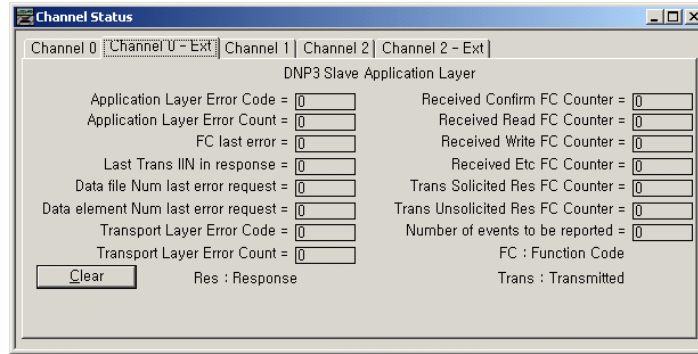 Channel Status
Channel 0 Channel 0 - Ext Channel 1 Channel 2 Channel 2 - Ext
DNP3 Slave Application Layer
Application Layer Error Code = 0
Application Layer Error Count = 0
FC last error = 0
Last Trans IIN in response = 0
Data file Num last error request = 0
Data element Num last error request = 0
Transport Layer Error Code = 0
Transport Layer Error Count = 0
Received Confirm FC Counter = 0
Received Read FC Counter = 0
Received Write FC Counter = 0
Received Etc FC Counter = 0
Trans Solicited Res FC Counter = 0
Trans Unsolicited Res FC Counter = 0
Number of events to be reported = 0
FC : Function Code
Clear
Res : Response
Trans : Transmitted